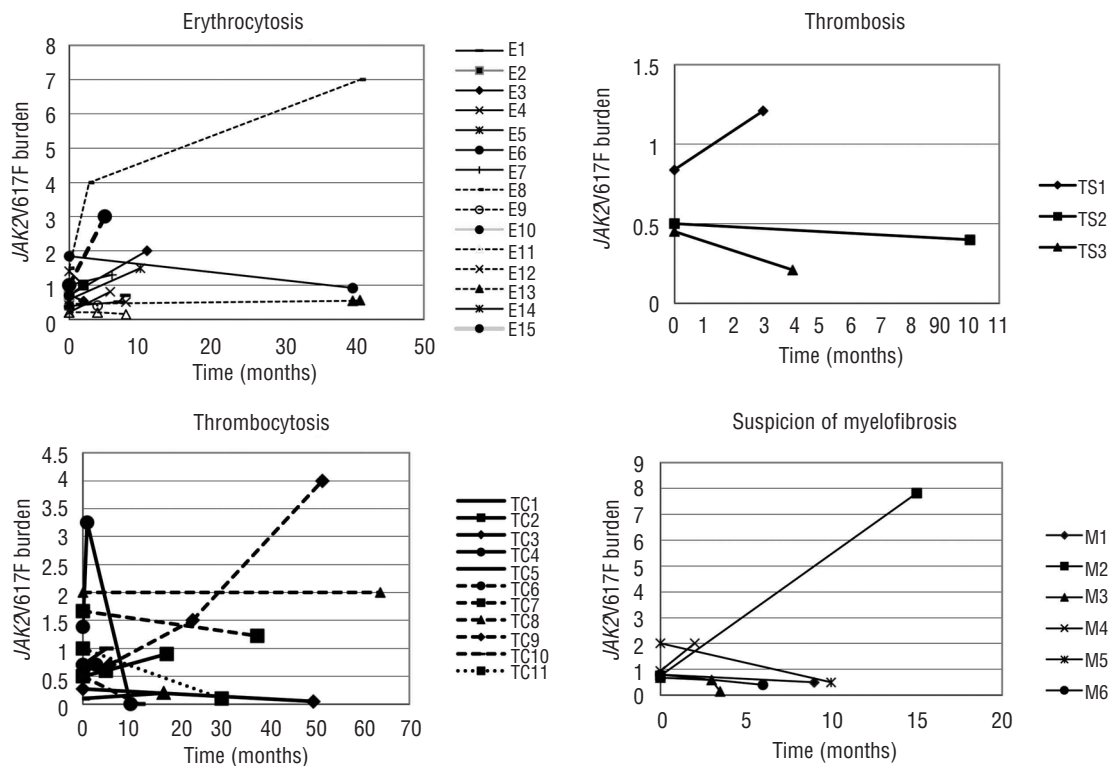 Erythrocytosis
JAK2V617F burden
8
7
6
5
4
3
2
1
0
0 10 20 30 40 50
Time (months)
E1
E2
E3
E4
E5
E6
E7
E8
E9
E10
E11
E12
E13
E14
E15
Thrombosis
JAK2V617F burden
1.5
1
0.5
0
0 1 2 3 4 5 6 7 8 90 10 11
Time (months)
TS1
TS2
TS3
Thrombocytosis
JAK2V617F burden
4.5
4
3.5
3
2.5
2
1.5
1
0.5
0
0 10 20 30 40 50 60 70
Time (months)
TC1
TC2
TC3
TC4
TC5
TC6
TC7
TC8
TC9
TC10
TC11
Suspicion of myelofibrosis
JAK2V617F burden
9
8
7
6
5
4
3
2
1
0
0 5 10 15 20
Time (months)
M1
M2
M3
M4
M5
M6